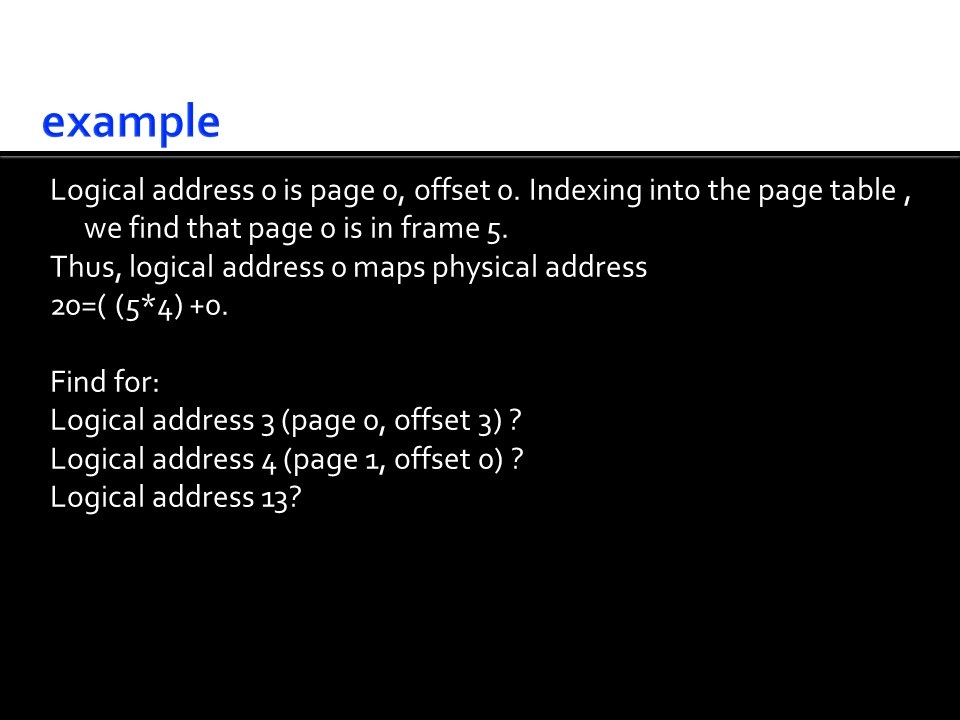 example
Logical address 0 is page 0, offset 0. Indexing into the page table ,
we find that page 0 is in frame 5.
Thus, logical address 0 maps physical address
20=( (5*4) +0.
Find for:
Logical address 3 (page 0, offset 3) ?
Logical address 4 (page 1, offset 0) ?
Logical address 13?